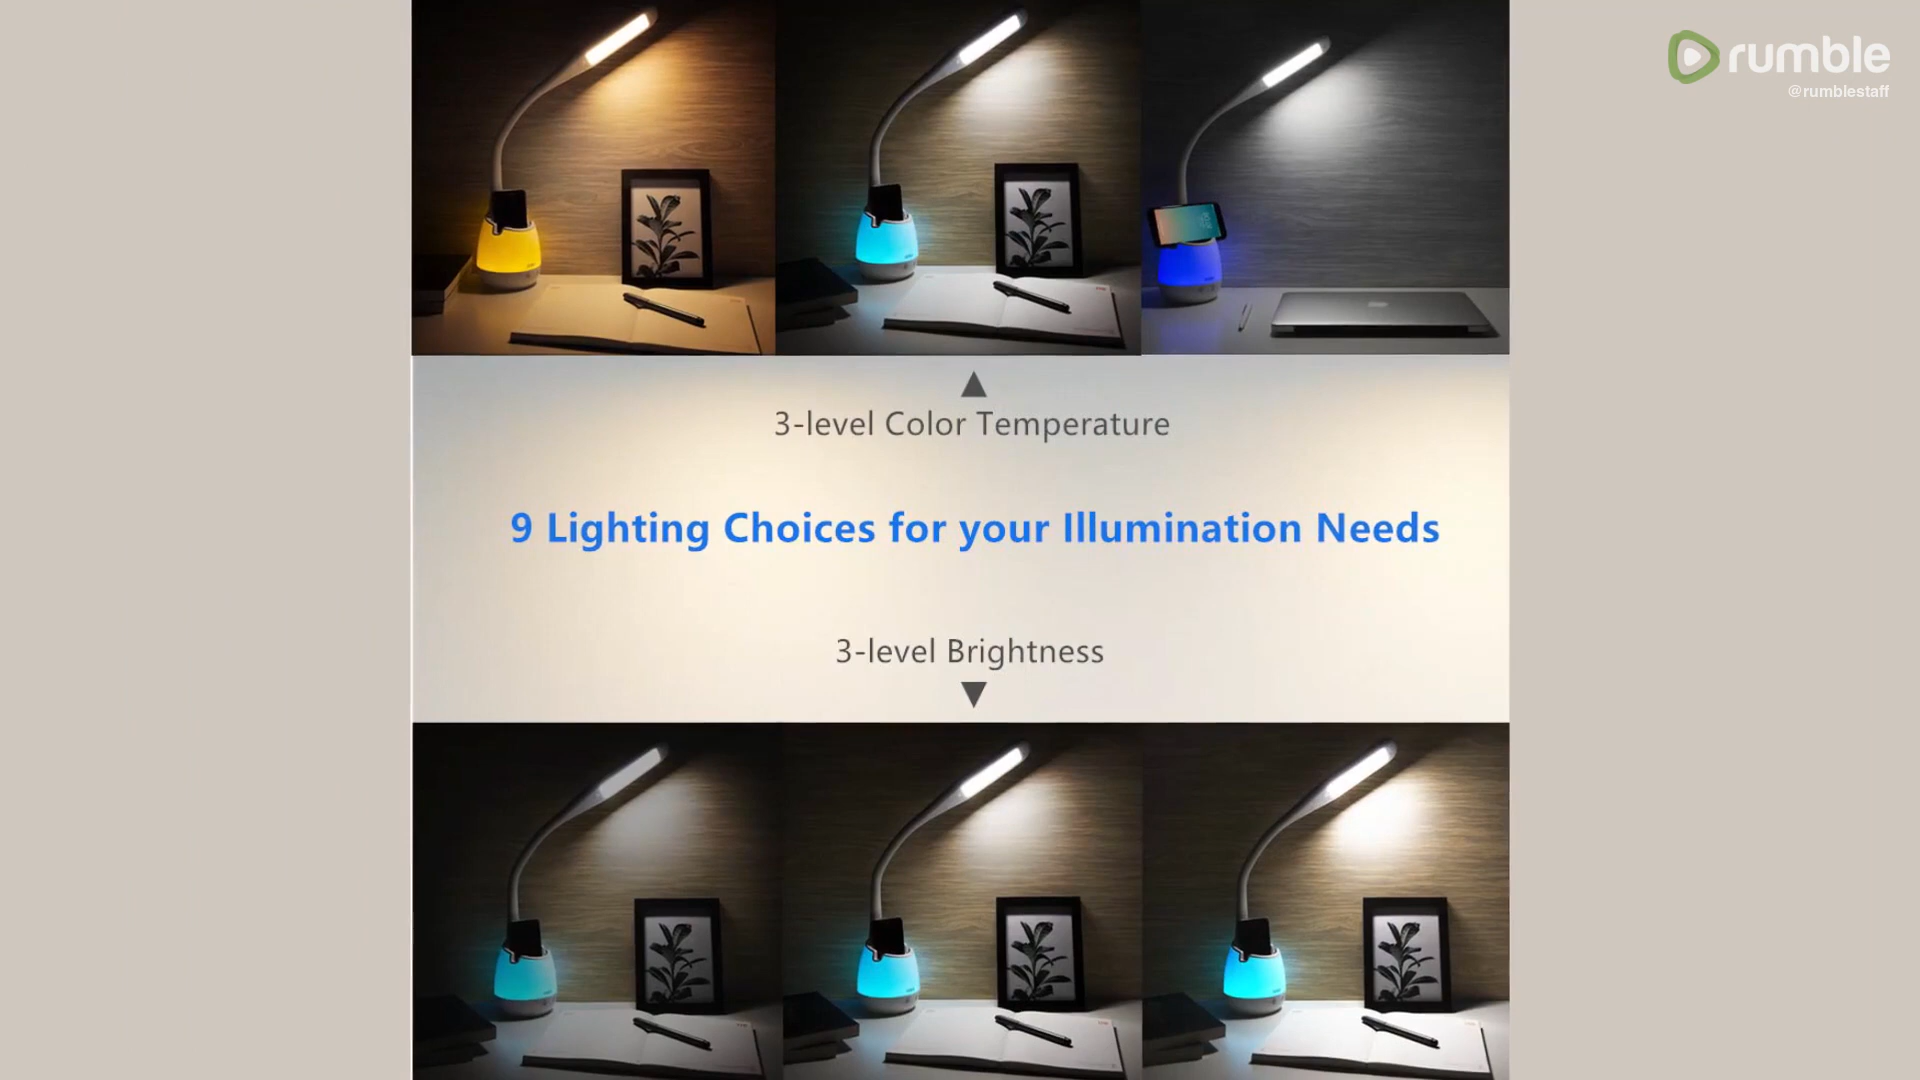 rumble
@rumblestaff
3-level Color Temperature
9 Lighting Choices for your Illumination Needs
3-level Brightness